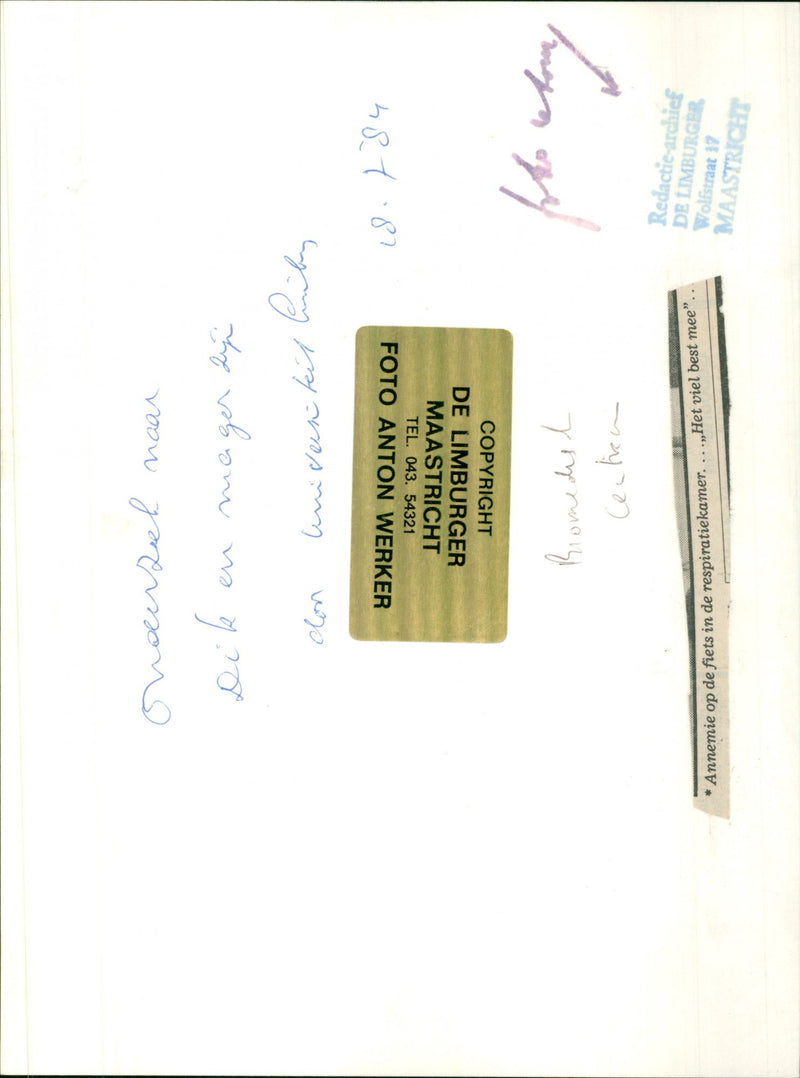 Onderzoek naar
Dik en mager zijn
door universiteit Limburg
18.7-'84
COPYRIGHT
DE LIMBURGER
MAASTRICHT
TEL. 043. 54321
FOTO ANTON WERKER
foto retour
Biomedisch
Centrum
Redactie-archief
DE LIMBURGER
Wolfstraat 17
MAASTRICHT
* Annemie op de fiets in de respiratiekamer. . . . „Het viel best mee”. .